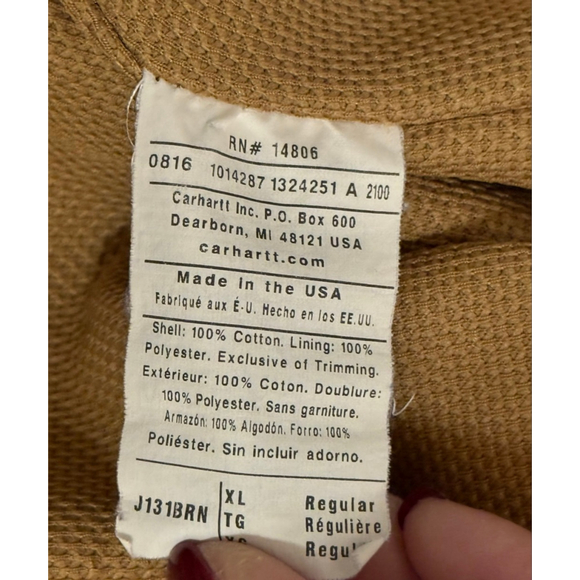 RN# 14806
0816 1014287 1324251 A 2100
Carhartt Inc. P.O. Box 600
Dearborn, MI 48121 USA
carhartt.com
Made in the USA
Fabriqué aux É-U. Hecho en los EE.UU.
Shell: 100% Cotton. Lining: 100%
Polyester. Exclusive of Trimming.
Extérieur: 100% Coton. Doublure:
100% Polyester. Sans garniture.
Armazón: 100% Algodón. Forro: 100%
Poliéster. Sin incluir adorno.
J131BRN XL Regular
TG Régulière